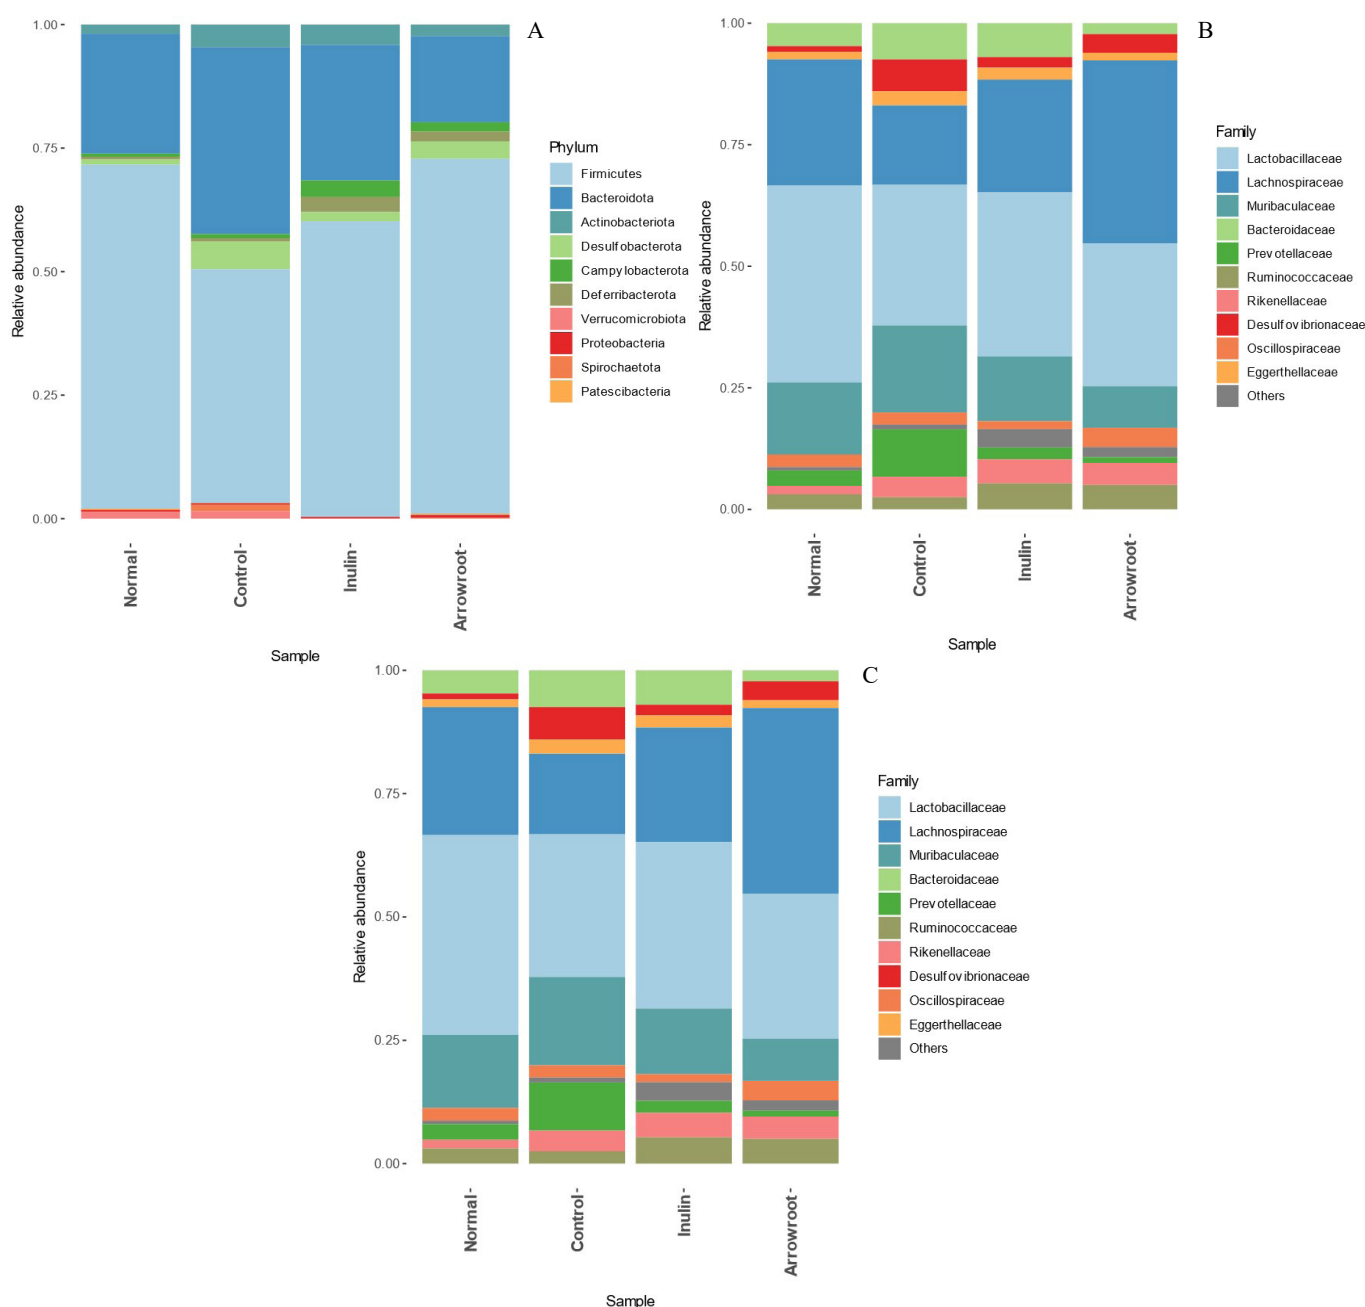 A
1.00
0.75
0.50
0.25
0.00
Relative abundance
Normal
Control
Inulin
Arrowroot
Sample
Phylum
Firmicutes
Bacteroidota
Actinobacteriota
Desulfobacterota
Campylobacterota
Deferribacterota
Verrucomicrobiota
Proteobacteria
Spirochaetota
Patescibacteria
B
1.00
0.75
0.50
0.25
0.00
Relative abundance
Normal
Control
Inulin
Arrowroot
Sample
Family
Lactobacillaceae
Lachnospiraceae
Muribaculaceae
Bacteroidaceae
Prevotellaceae
Ruminococcaceae
Rikenellaceae
Desulfovibrionaceae
Oscillospiraceae
Eggerthellaceae
Others
C
1.00
0.75
0.50
0.25
0.00
Relative abundance
Normal
Control
Inulin
Arrowroot
Sample
Family
Lactobacillaceae
Lachnospiraceae
Muribaculaceae
Bacteroidaceae
Prevotellaceae
Ruminococcaceae
Rikenellaceae
Desulfovibrionaceae
Oscillospiraceae
Eggerthellaceae
Others